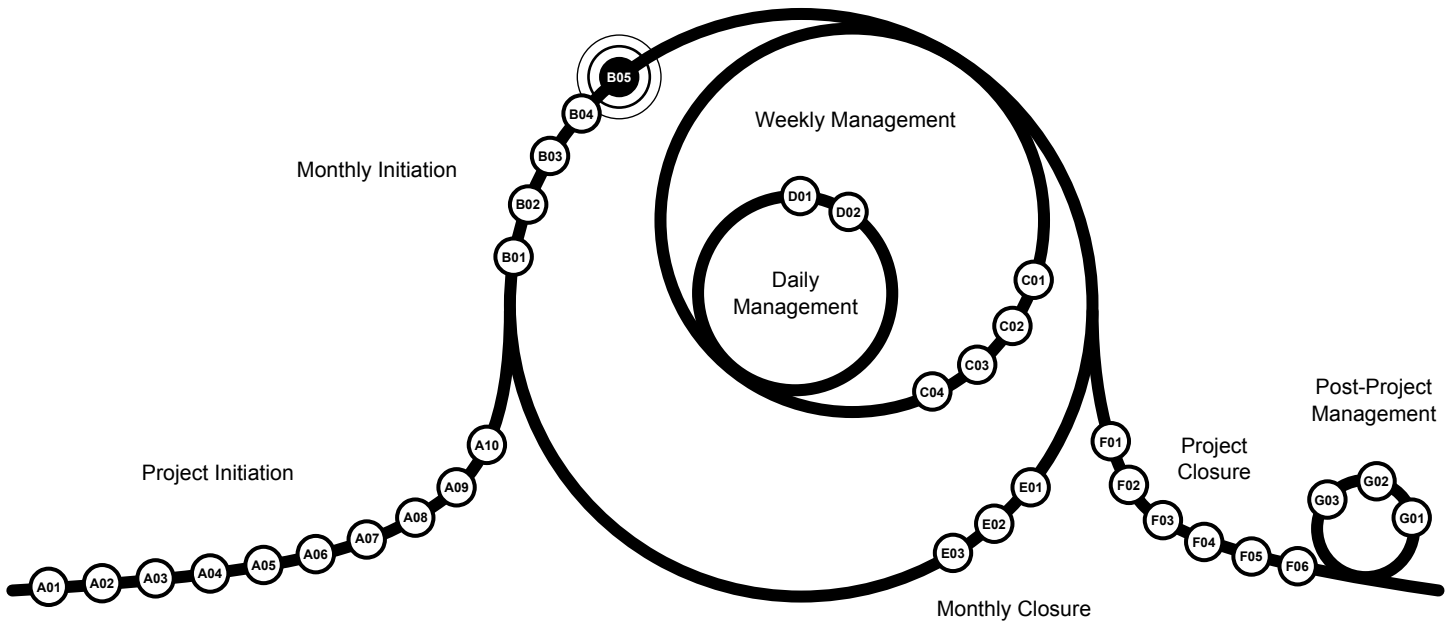 Project Initiation
A01
A02
A03
A04
A05
A06
A07
A08
A09
A10
Monthly Initiation
B01
B02
B03
B04
B05
Weekly Management
C01
C02
C03
C04
Daily
Management
D01
D02
Monthly Closure
E01
E02
E03
Project
Closure
F01
F02
F03
F04
F05
F06
Post-Project
Management
G01
G02
G03